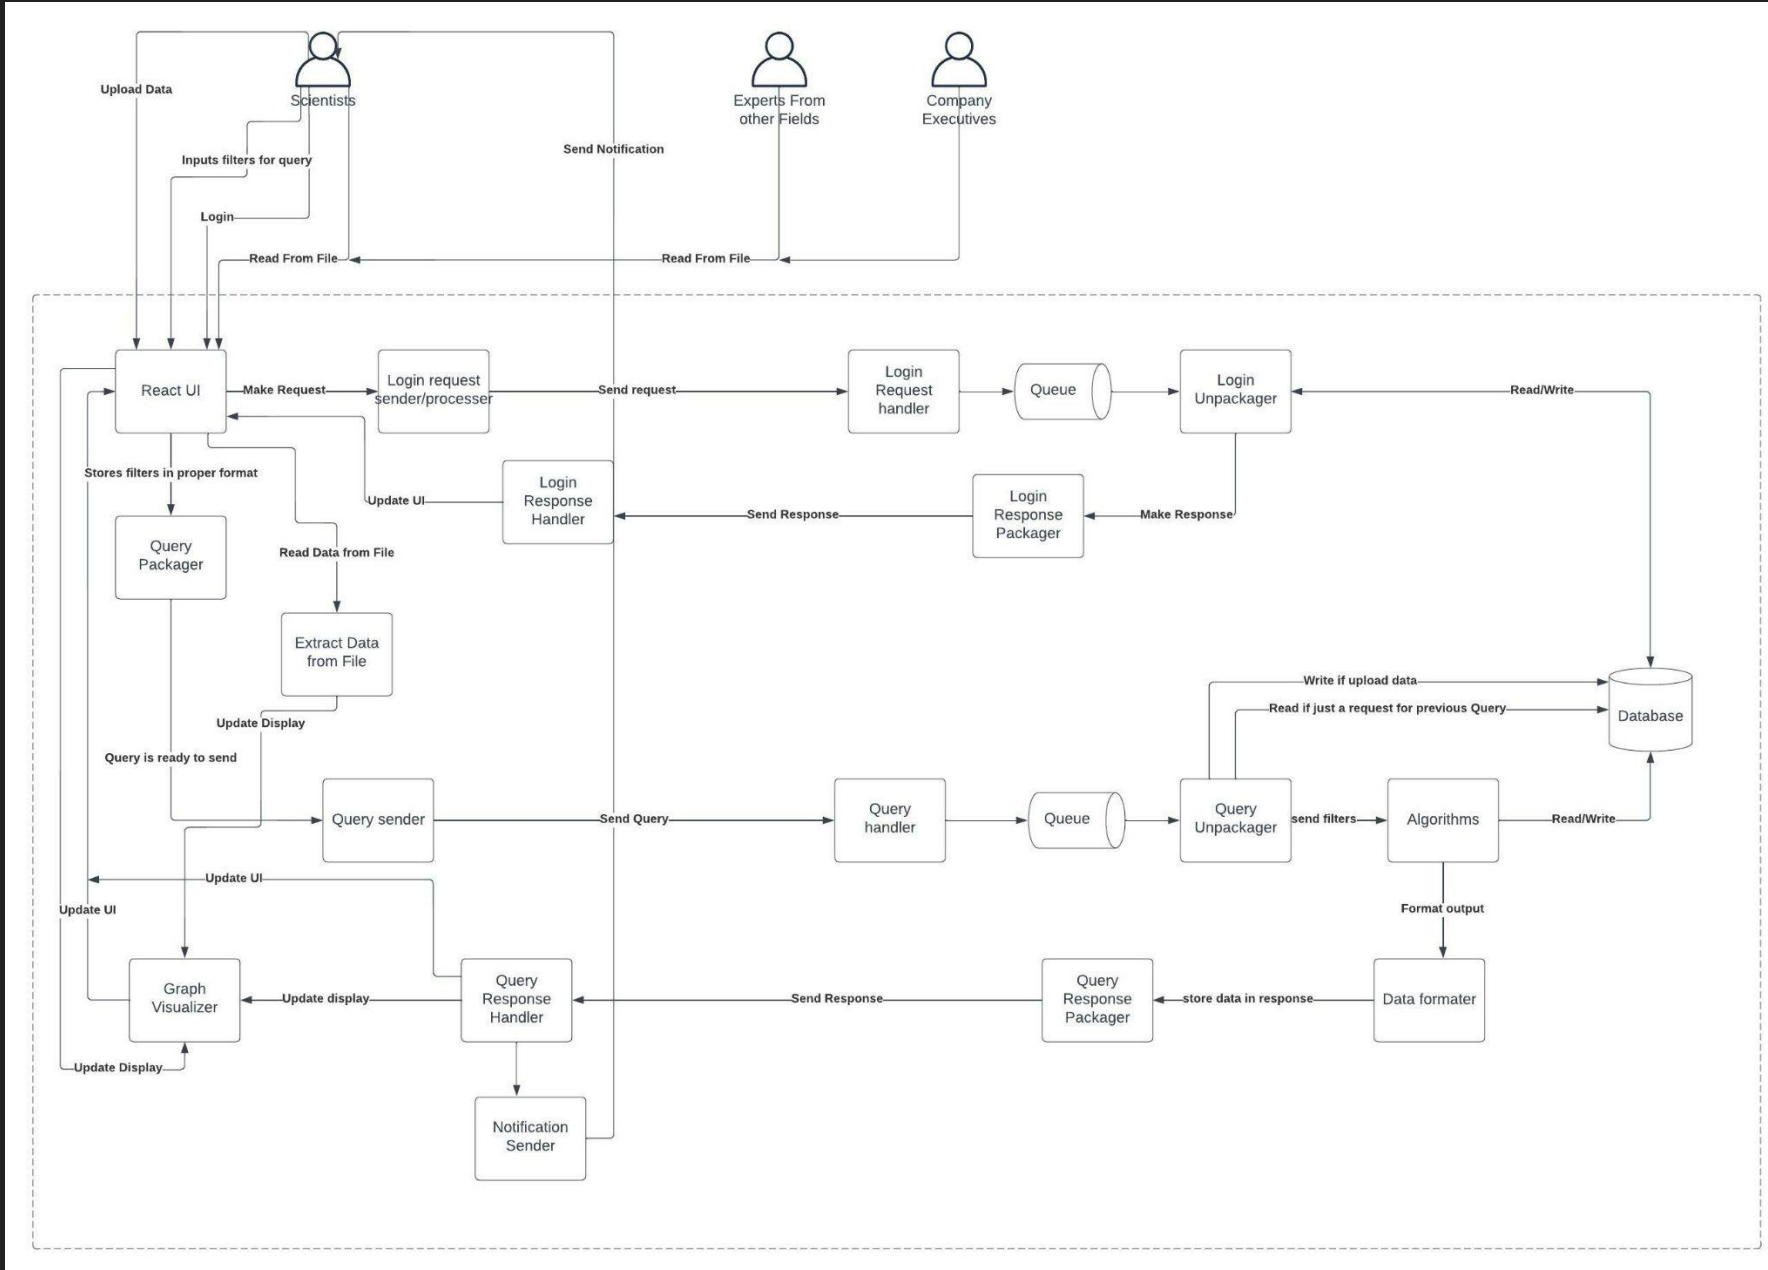 Upload Data
Scientists
Experts From
other Fields
Company
Executives
Send Notification
Inputs filters for query
Login
Read From File
Read From File
React UI
Make Request
Login request
sender/processer
Send request
Login
Request
handler
Queue
Login
Unpackager
Read/Write
Stores filters in proper format
Update UI
Login
Response
Handler
Send Response
Login
Response
Packager
Make Response
Query
Packager
Read Data from File
Extract Data
from File
Update Display
Write if upload data
Read if just a request for previous Query
Database
Query is ready to send
Query sender
Send Query
Query
handler
Queue
Query
Unpackager
send filters
Algorithms
Read/Write
Update UI
Update UI
Format output
Graph
Visualizer
Update display
Query
Response
Handler
Send Response
Query
Response
Packager
store data in response
Data formater
Update Display
Notification
Sender